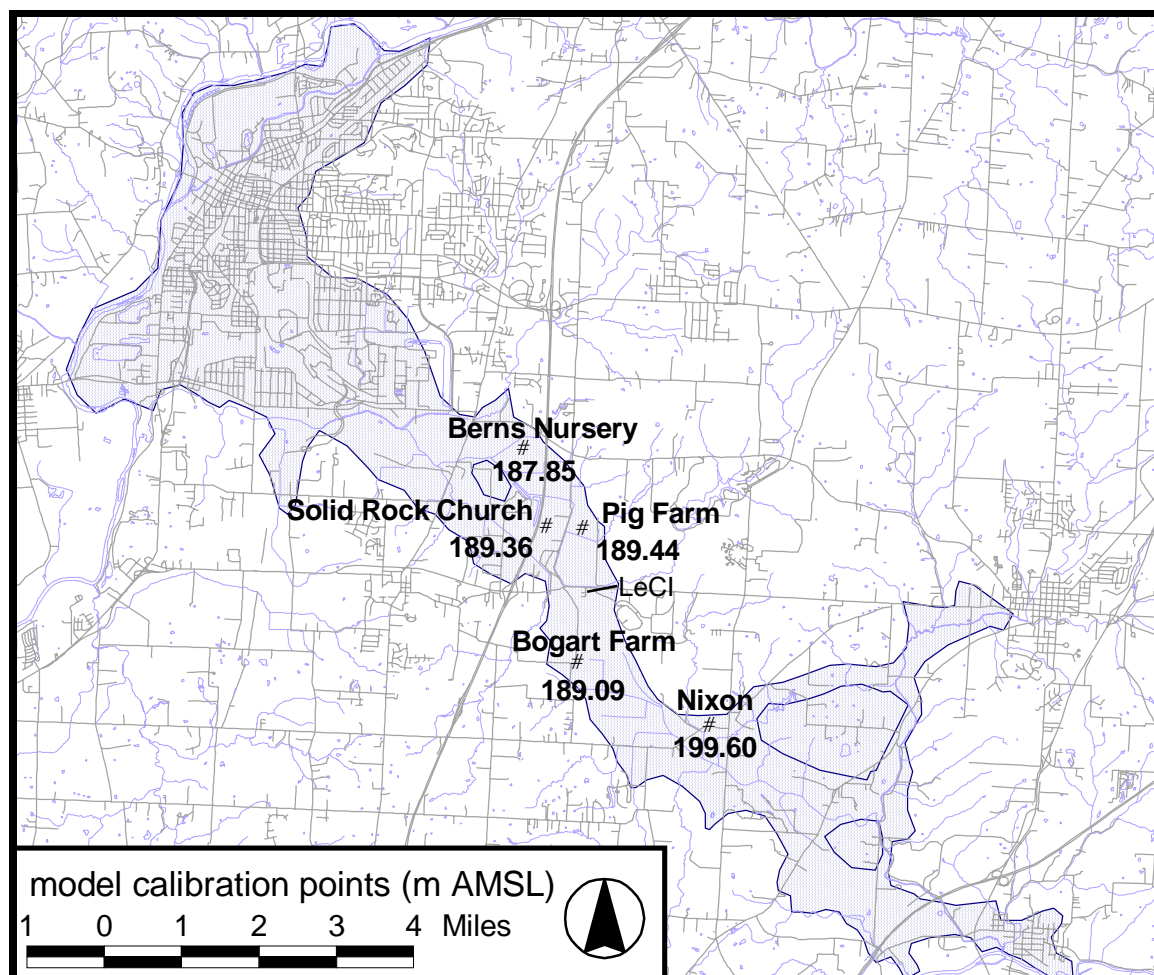 Berns Nursery
#
187.85
Solid Rock Church
#
189.36
Pig Farm
#
189.44
LeCl
Bogart Farm
#
189.09
Nixon
#
199.60
model calibration points (m AMSL)
1 0 1 2 3 4 Miles